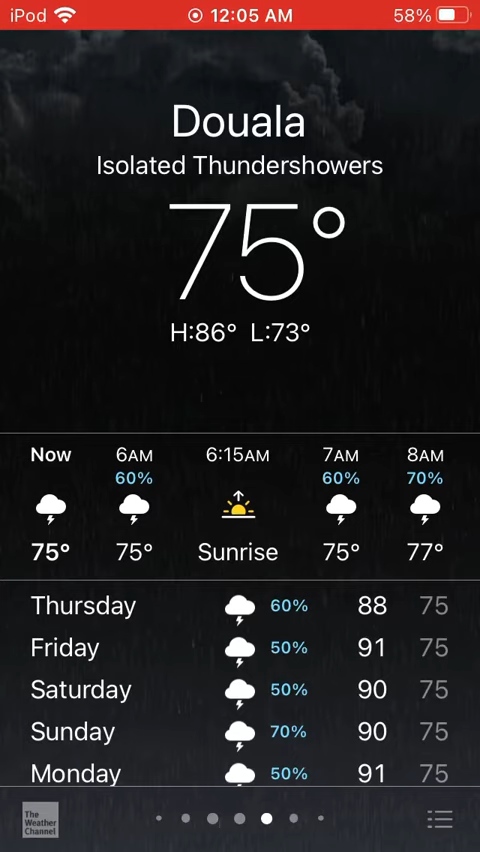 iPod 12:05 AM 58%
Douala
Isolated Thundershowers
75°
H:86° L:73°
Now 6AM 6:15AM 7AM 8AM
60% 60% 70%
75° 75° Sunrise 75° 77°
Thursday 60% 88 75
Friday 50% 91 75
Saturday 50% 90 75
Sunday 70% 90 75
Monday 50% 91 75
The
Weather
Channel